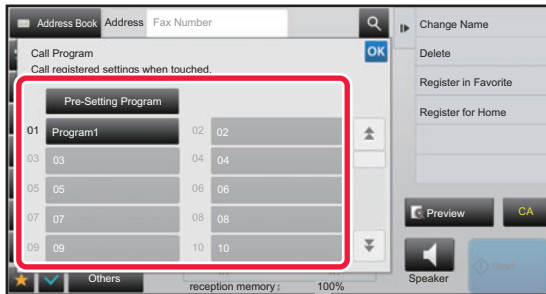 Address Book Address Fax Number
Change Name
Call Program
OK
Delete
Call registered settings when touched.
Register in Favorite
Pre-Setting Program
Register for Home
01 Program1 02 02
03 03 04 04
05 05 06 06
07 07 08 08
Preview CA
09 09 10 10
Others
Speaker Start
reception memory : 100%